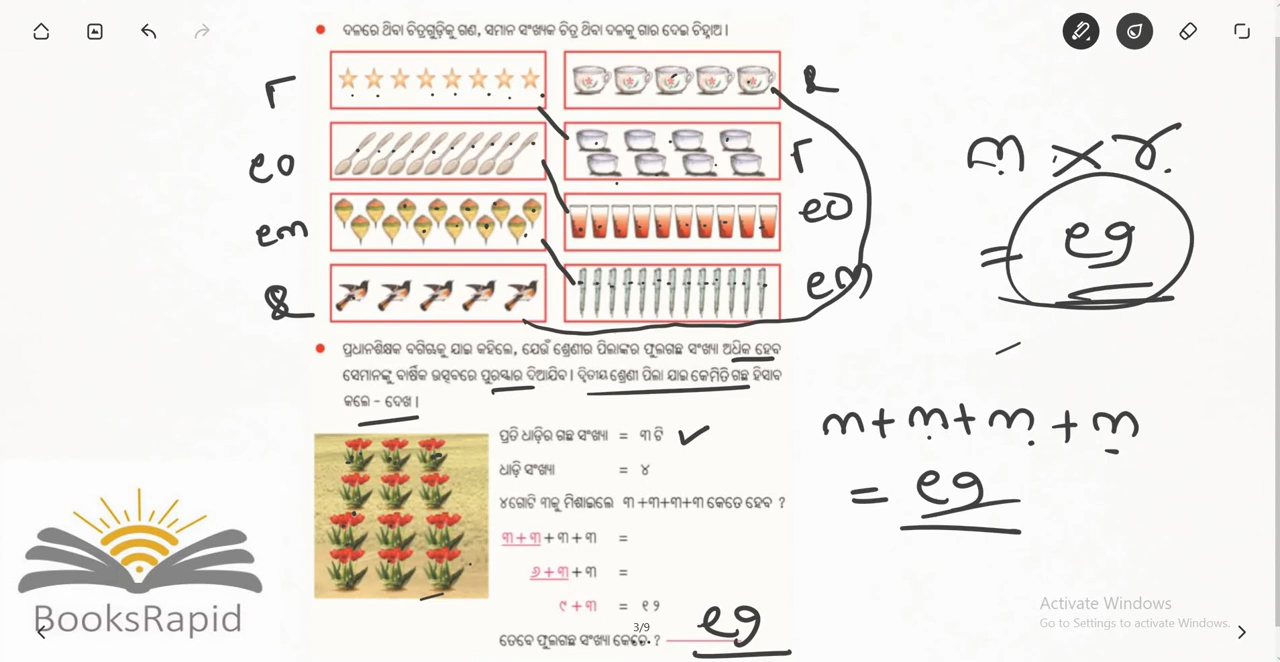 ଦଳରେ ଥିବା ଚିତ୍ରଗୁଡ଼ିକୁ ଗଣ, ସମାନ ସଂଖ୍ୟକ ଚିତ୍ର ଥିବା ଦଳକୁ ଗାର ଦେଇ ଚିହ୍ନାଅ।
୮
୫
୧୦
୮
୧୩
୧୦
୫
୧୩
୩ × ୪
= ୧୨
ପ୍ରଧାନଶିକ୍ଷକ ବଗିଚାକୁ ଯାଇ କହିଲେ, ଯେଉଁ ଶ୍ରେଣୀର ପିଲାଙ୍କର ଫୁଲଗଛ ସଂଖ୍ୟା ଅଧିକ ହେବ
ସେମାନଙ୍କୁ ବାର୍ଷିକ ଉତ୍ସବରେ ପୁରସ୍କାର ଦିଆଯିବ। ଦ୍ୱିତୀୟ ଶ୍ରେଣୀ ପିଲା ଯାଇ କେମିତି ଗଛ ହିସାବ
କଲେ - ଦେଖ।
ପ୍ରତି ଧାଡ଼ିର ଗଛ ସଂଖ୍ୟା = ୩ଟି
ଧାଡ଼ି ସଂଖ୍ୟା = ୪
୪ଗୋଟି ୩କୁ ମିଶାଇଲେ ୩+୩+୩+୩ କେତେ ହେବ ?
୩+୩+୩+୩ =
୬+୩+୩ =
୯+୩ = ୧୨
ତେବେ ଫୁଲଗଛ ସଂଖ୍ୟା କେତେ ? ୧୨
୩+୩+୩+୩
= ୧୨
BooksRapid
3/9
Activate Windows
Go to Settings to activate Windows.